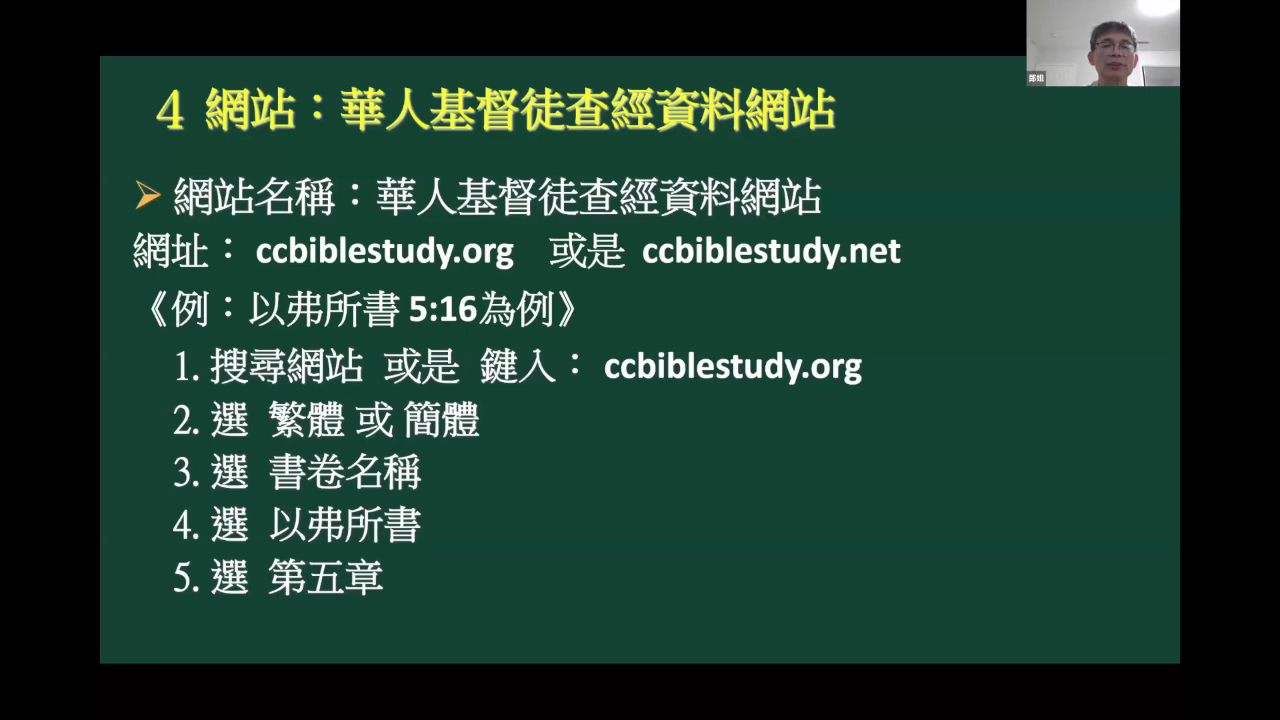 4 網站：華人基督徒查經資料網站
網站名稱：華人基督徒查經資料網站
網址： ccbiblestudy.org 或是 ccbiblestudy.net
《例：以弗所書 5:16為例》
1. 搜尋網站 或是 鍵入： ccbiblestudy.org
2. 選 繁體 或 簡體
3. 選 書卷名稱
4. 選 以弗所書
5. 選 第五章